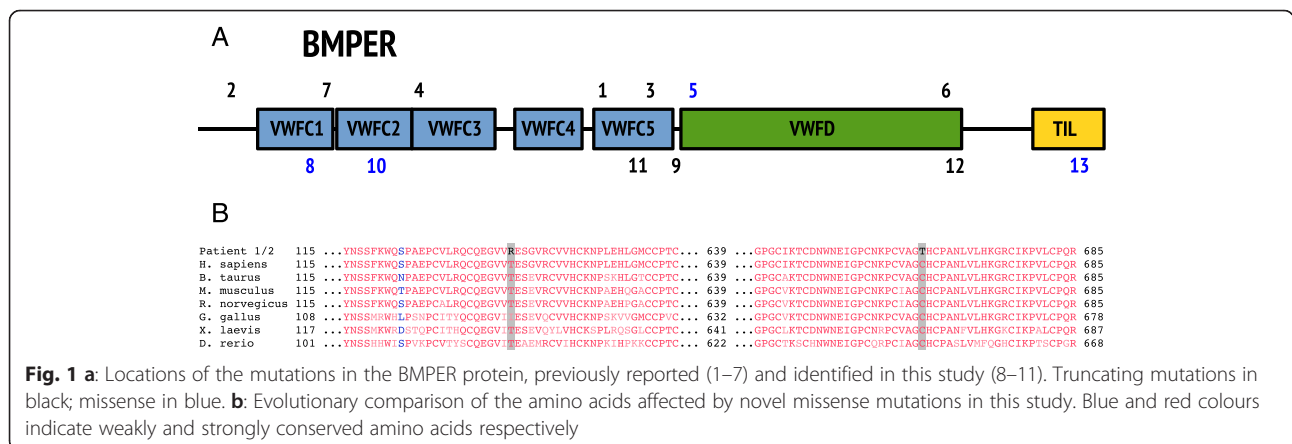 A
BMPER
2 7 4 1 3 5 6
VWFC1 VWFC2 VWFC3 VWFC4 VWFC5 VWFD TIL
8 10 11 9 12 13
B
Patient 1/2 115 ...YNSSFKWQSPAEPCVLRQCQEGVVRESGVRCVVHCKNPLEHLGMCCPTC... 639 ...GPGCIKTCDNWNEIGPCNKPCVAGTHCPANLVLHKGRCIKPVLCPQR 685
H. sapiens 115 ...YNSSFKWQSPAEPCVLRQCQEGVVTESGVRCVVHCKNPLEHLGMCCPTC... 639 ...GPGCIKTCDNWNEIGPCNKPCVAGCHCPANLVLHKGRCIKPVLCPQR 685
B. taurus 115 ...YNSSFKWQNPAEPCVLRQCQEGVVTESEVRCVVHCKNPSKHLGTCCPTC... 639 ...GPGCAKTCDNWNEIGPCNKPCVAGCHCPANLVLHKGRCIKPVLCPQR 685
M. musculus 115 ...YNSSFKWQTPAEPCVLRQCQEGVVTESEVRCVVHCKNPAEHQGACCPTC... 639 ...GPGCVKTCDNWNEIGPCNKPCIAGCHCPANLVLHKGRCIKPVLCPQR 685
R. norvegicus 115 ...YNSSFKWQSPAEPCALRQCQEGVVTESEVRCVVHCKNPAEHPGACCPTC... 639 ...GPGCVKTCDNWNEIGPCNKPCIAGCHCPANLVLHKGRCIKPVLCPQR 685
G. gallus 108 ...YNSSMRWHLPSNPCITYQCQEGVITESEVRCVVHCKNPSKVVGMCCPVC... 632 ...GPGCVKTCDNWNEIGPCNKPCVAGCHCPANLVLHKGRCIKPVLCPQR 678
X. laevis 117 ...YNSSMKWRDSTQPCITHQCQEGVITESEVQYLVHCKSPLRQSGLCCPTC... 641 ...GPGCLKTCDNWNEIGPCNRPCVAGCHCPANFVLHKGKCIKPALCPQR 687
D. rerio 101 ...YNSSHHWISPVKPCVTYSCQEGVITEAEMRCVIHCKNPKIHPKKCCPTC... 622 ...GPGCTKSCHNWNEIGPCQRPCIAGCHCPASLVMFQGHCIKPTSCPGR 668
Fig. 1 a: Locations of the mutations in the BMPER protein, previously reported (1–7) and identified in this study (8–11). Truncating mutations in
black; missense in blue. b: Evolutionary comparison of the amino acids affected by novel missense mutations in this study. Blue and red colours
indicate weakly and strongly conserved amino acids respectively